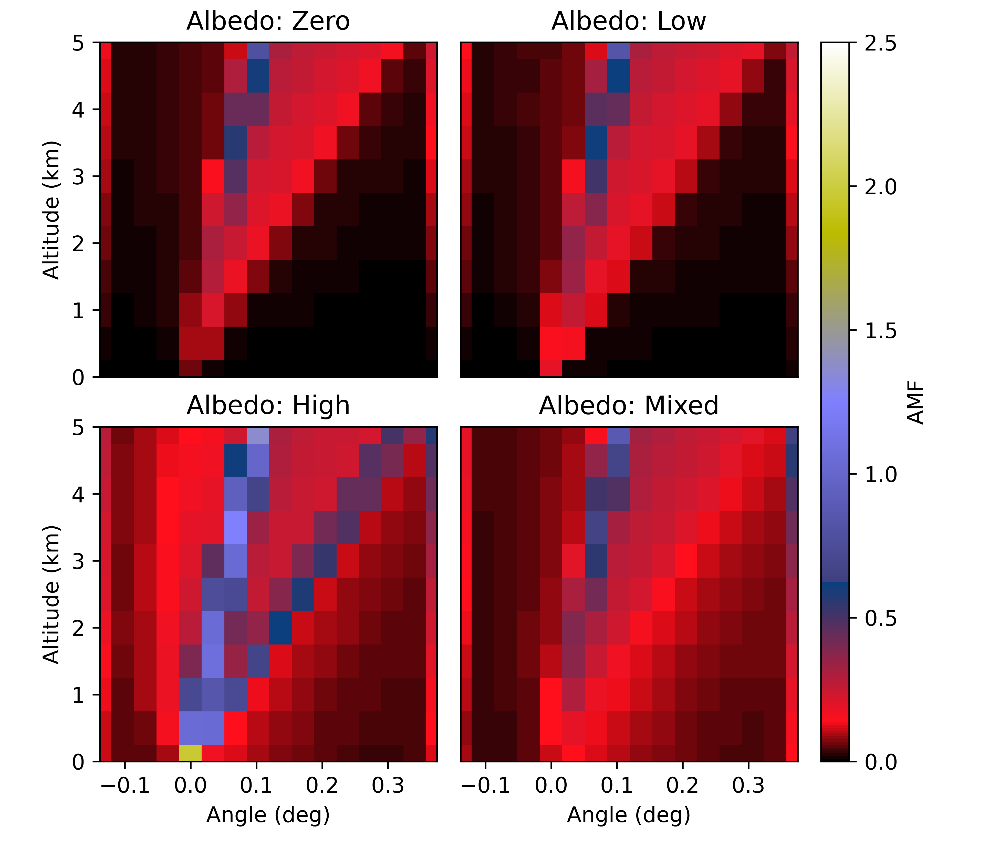 Albedo: Zero
Albedo: Low
5
4
3
2
1
0
Altitude (km)
2.5
2.0
1.5
1.0
0.5
0.0
AMF
Albedo: High
Albedo: Mixed
5
4
3
2
1
0
Altitude (km)
−0.1 0.0 0.1 0.2 0.3
−0.1 0.0 0.1 0.2 0.3
Angle (deg)
Angle (deg)